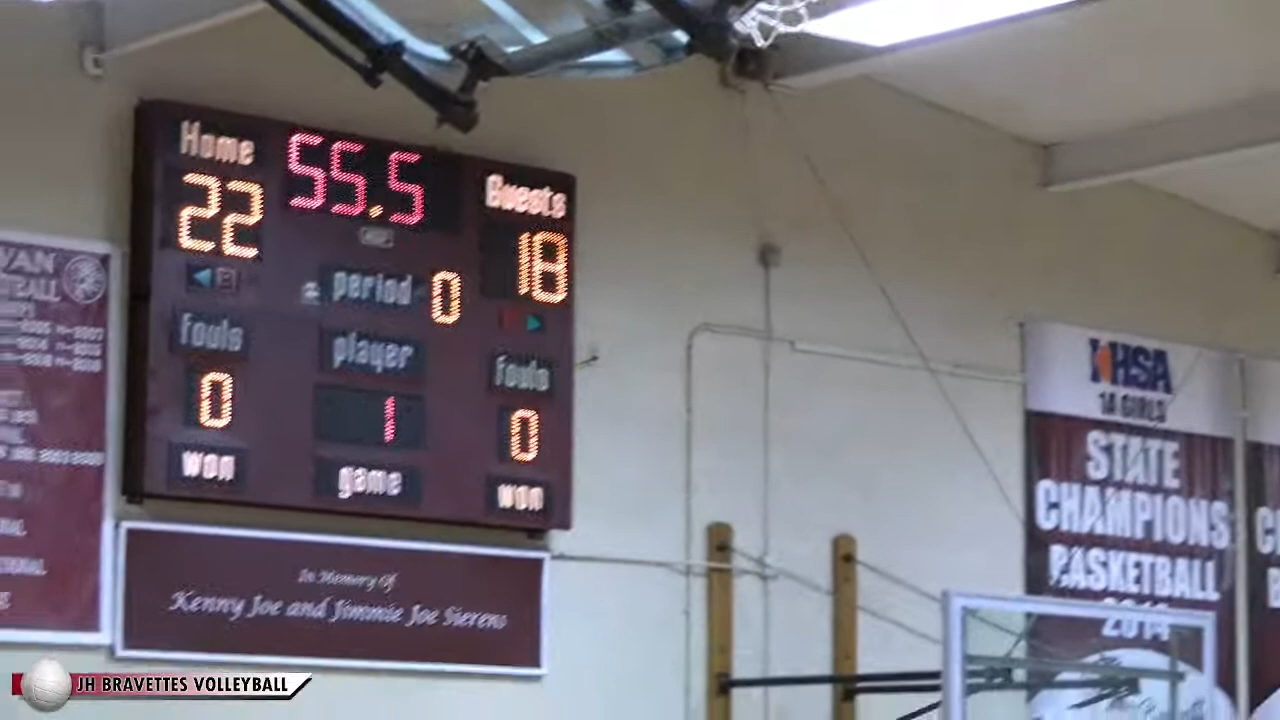 Home
55.5
Guests
22
18
period
0
fouls
player
fouls
0
1
0
won
game
won
In Memory Of
Kenny Joe and Jimmie Joe Sierens
IHSA
1A GIRLS
STATE
CHAMPIONS
BASKETBALL
JH BRAVETTES VOLLEYBALL